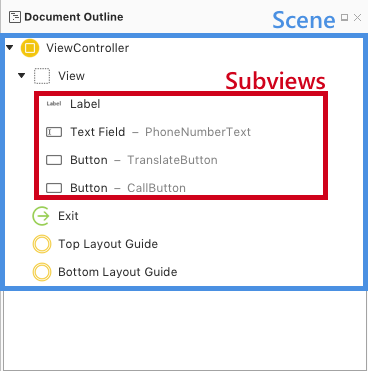 Document Outline
Scene
ViewController
View
Subviews
Label Label
Text Field – PhoneNumberText
Button – TranslateButton
Button – CallButton
Exit
Top Layout Guide
Bottom Layout Guide